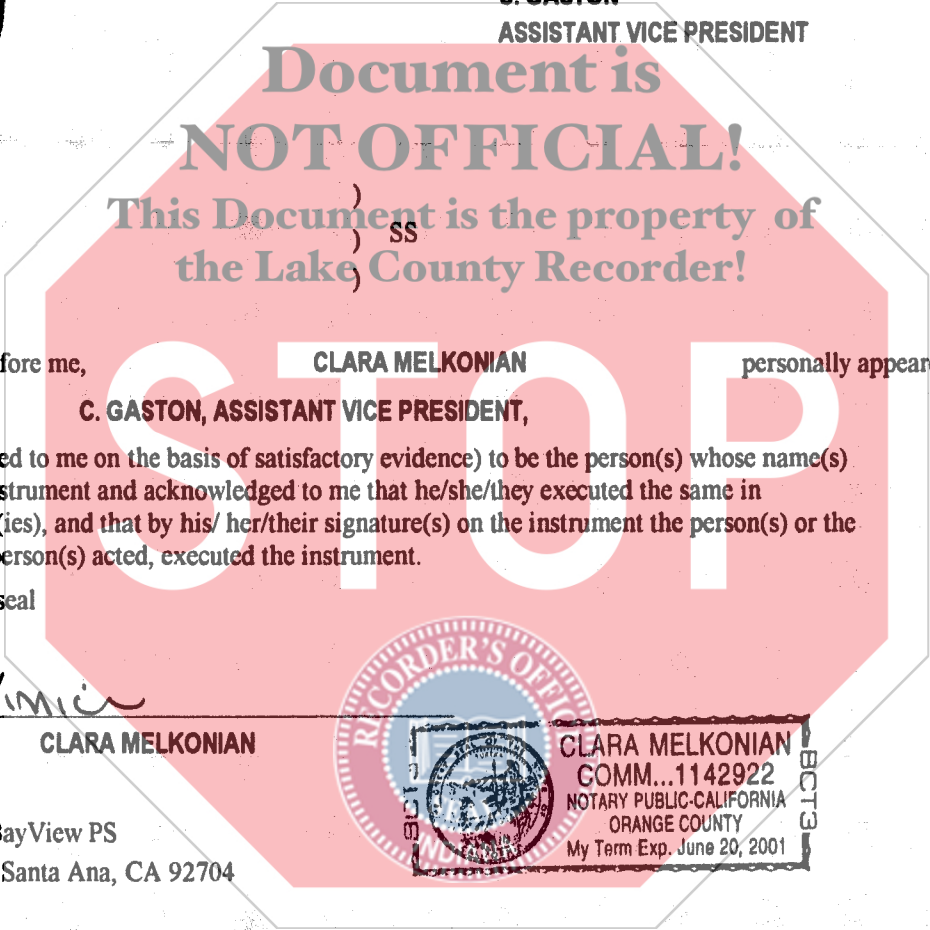 C. GASTON
ASSISTANT VICE PRESIDENT
Document is
NOT OFFICIAL!
This Document is the property of
the Lake County Recorder!
)
) SS
)
STOP
fore me, CLARA MELKONIAN personally appear
C. GASTON, ASSISTANT VICE PRESIDENT,
ed to me on the basis of satisfactory evidence) to be the person(s) whose name(s)
strument and acknowledged to me that he/she/they executed the same in
(ies), and that by his/ her/their signature(s) on the instrument the person(s) or the
erson(s) acted, executed the instrument.
seal
CLARA MELKONIAN
RECORDER'S OFFIC
CLARA MELKONIAN
COMM...1142922
NOTARY PUBLIC-CALIFORNIA
ORANGE COUNTY
My Term Exp. June 20, 2001
BCT3
ayView PS
Santa Ana, CA 92704